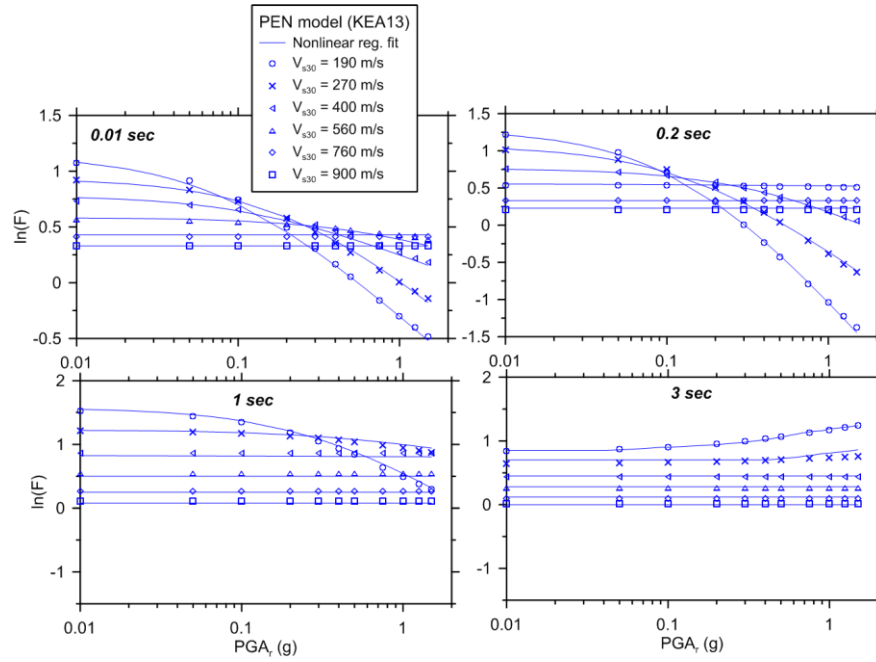 PEN model (KEA13)
Nonlinear reg. fit
Vs30 = 190 m/s
Vs30 = 270 m/s
Vs30 = 400 m/s
Vs30 = 560 m/s
Vs30 = 760 m/s
Vs30 = 900 m/s
0.01 sec
ln(F)
1.5
1
0.5
0
-0.5
0.01 0.1 1
0.2 sec
1.5
1
0.5
0
-0.5
-1
-1.5
0.01 0.1 1
1 sec
ln(F)
2
1
0
-1
0.01 0.1 1
PGAr (g)
3 sec
2
1
0
-1
0.01 0.1 1
PGAr (g)